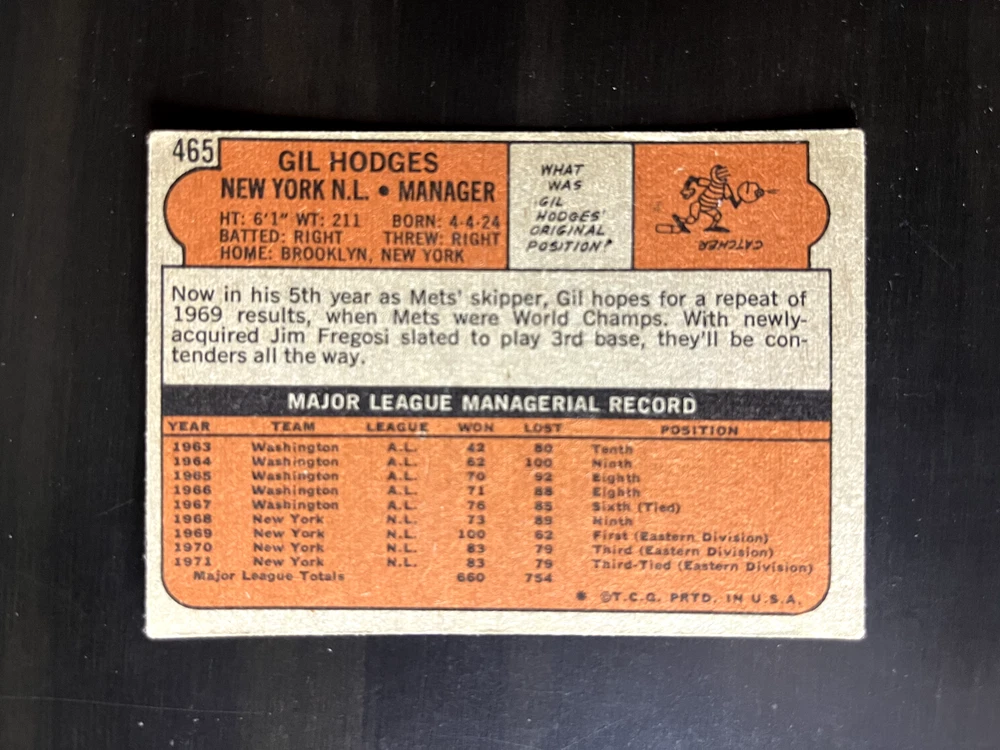 465
GIL HODGES
NEW YORK N.L. • MANAGER
HT: 6'1" WT: 211 BORN: 4-4-24
BATTED: RIGHT THREW: RIGHT
HOME: BROOKLYN, NEW YORK
WHAT
WAS
GIL
HODGES'
ORIGINAL
POSITION?
CATCHER
Now in his 5th year as Mets' skipper, Gil hopes for a repeat of
1969 results, when Mets were World Champs. With newly-
acquired Jim Fregosi slated to play 3rd base, they'll be con-
tenders all the way.
MAJOR LEAGUE MANAGERIAL RECORD
YEAR TEAM LEAGUE WON LOST POSITION
1963 Washington A.L. 42 80 Tenth
1964 Washington A.L. 62 100 Ninth
1965 Washington A.L. 70 92 Eighth
1966 Washington A.L. 71 88 Eighth
1967 Washington A.L. 76 85 Sixth (Tied)
1968 New York N.L. 73 89 Ninth
1969 New York N.L. 100 62 First (Eastern Division)
1970 New York N.L. 83 79 Third (Eastern Division)
1971 New York N.L. 83 79 Third-Tied (Eastern Division)
Major League Totals 660 754
* ©T.C.G. PRTD. IN U.S.A.